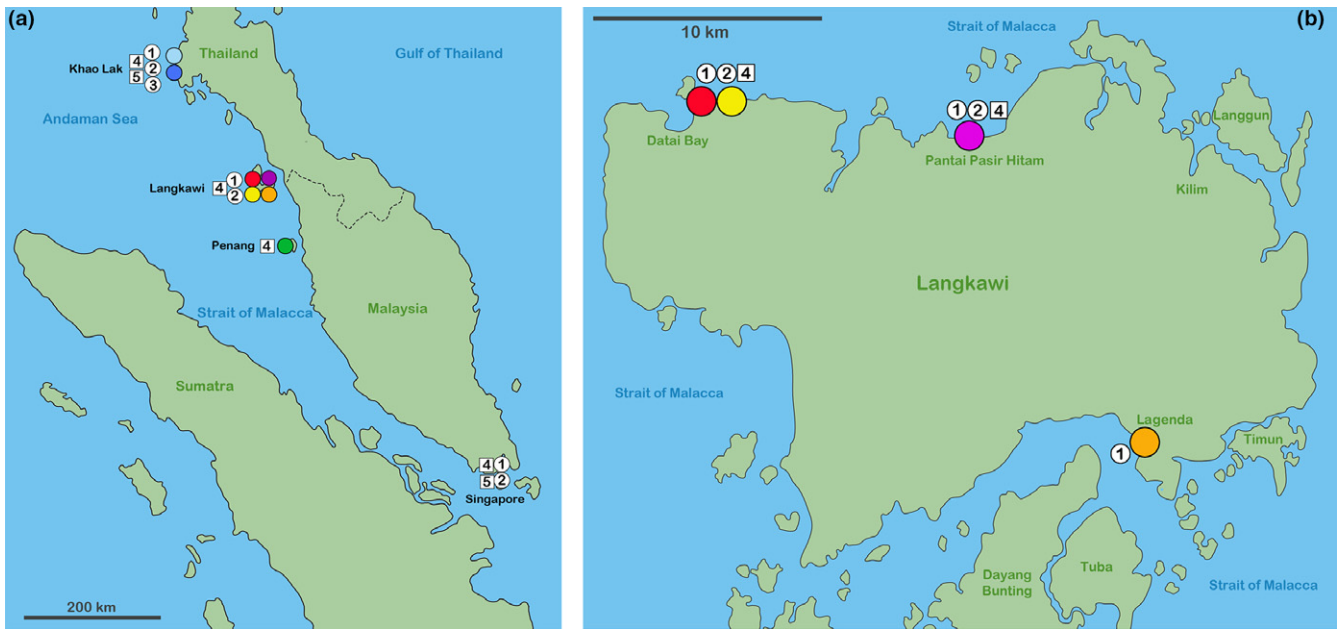 (a)
Thailand
Gulf of Thailand
Khao Lak
4 1
5 2
3
Andaman Sea
Langkawi
4 1
2
Penang 4
Strait of Malacca
Malaysia
Sumatra
4 1
5 2
Singapore
200 km
10 km
Strait of Malacca
(b)
1 2 4
Datai Bay
1 2 4
Pantai Pasir Hitam
Langgun
Kilim
Langkawi
Strait of Malacca
Lagenda
1
Timun
Dayang
Bunting
Tuba
Strait of Malacca